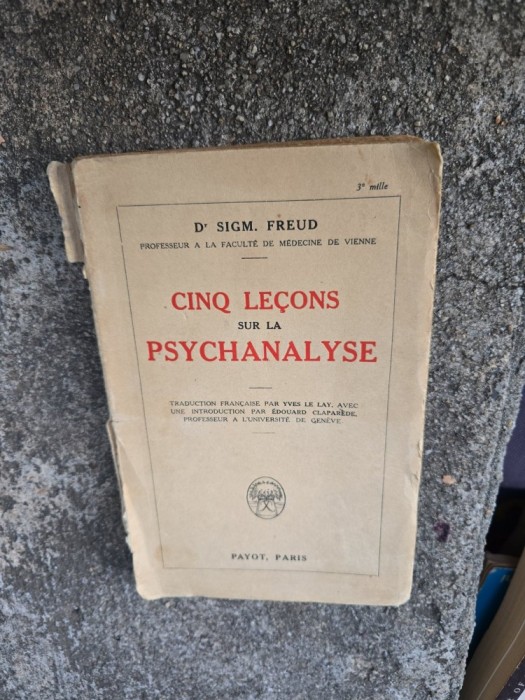 3e mille
Dr SIGM. FREUD
PROFESSEUR A LA FACULTÉ DE MÉDECINE DE VIENNE
CINQ LEÇONS
SUR LA
PSYCHANALYSE
TRADUCTION FRANÇAISE PAR YVES LE LAY, AVEC
UNE INTRODUCTION PAR ÉDOUARD CLAPARÈDE,
PROFESSEUR A L'UNIVERSITÉ DE GENÈVE
PAYOT, PARIS